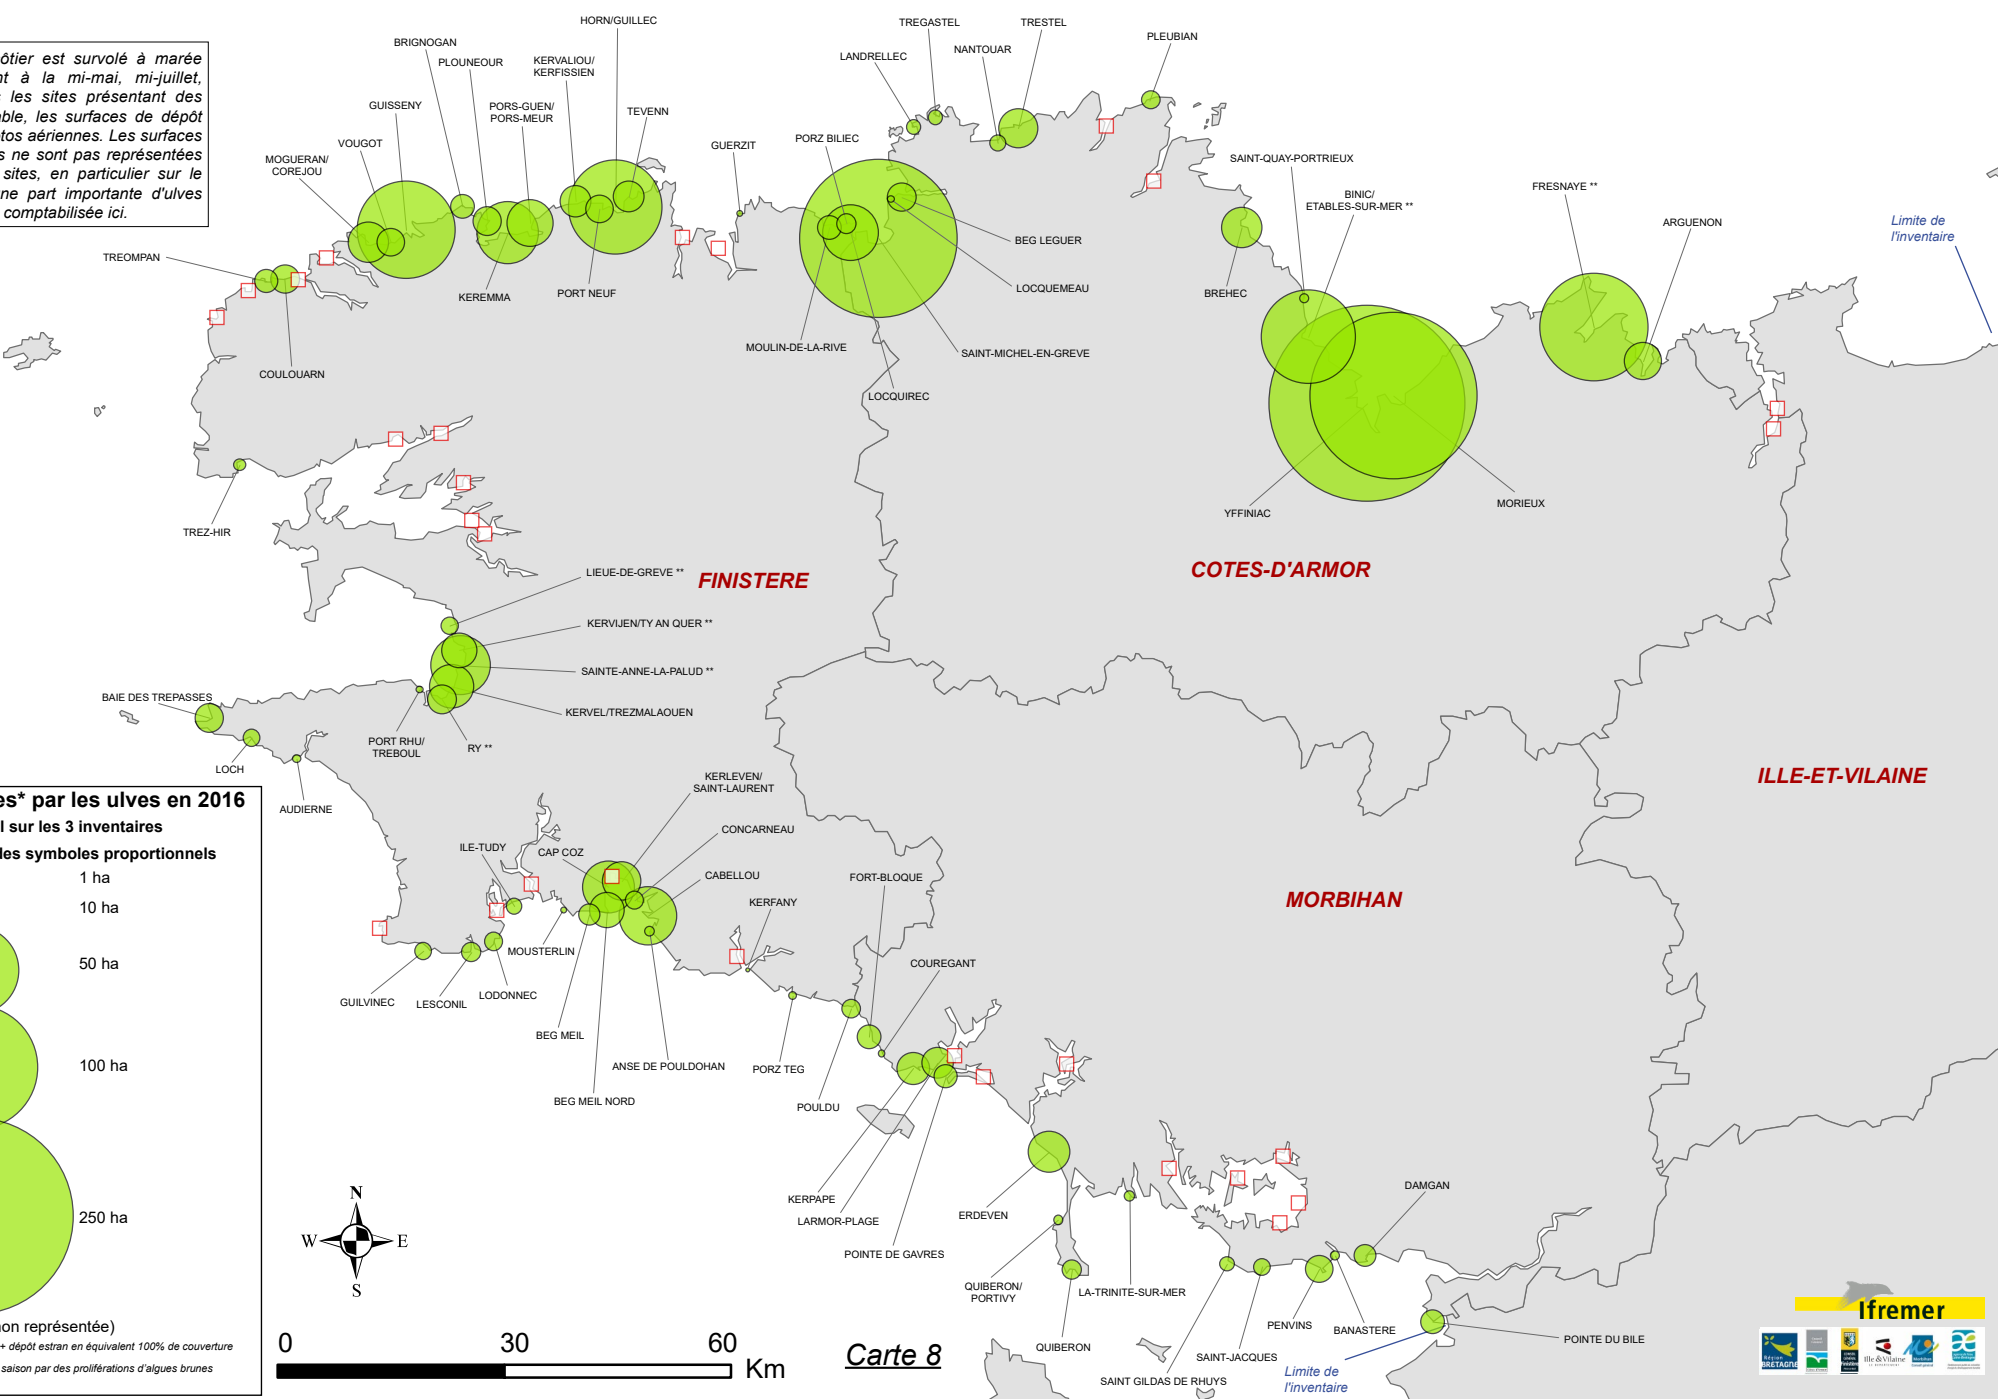 ôtier est survolé à marée
nt à la mi-mai, mi-juillet,
s les sites présentant des
able, les surfaces de dépôt
otos aériennes. Les surfaces
s ne sont pas représentées
sites, en particulier sur le
une part importante d'ulves
comptabilisée ici.
HORN/GUILLEC
BRIGNOGAN
PLOUNEOUR
KERVALIOU/
KERFISSIEN
GUISSENY
PORS-GUEN/
PORS-MEUR
TEVENN
VOUGOT
MOGUERAN/
COREJOU
GUERZIT
TREOMPAN
KEREMMA
PORT NEUF
COULOUARN
TREGASTEL
TRESTEL
LANDRELLEC
NANTOUAR
PLEUBIAN
PORZ BILIEC
SAINT-QUAY-PORTRIEUX
BINIC/
ETABLES-SUR-MER **
FRESNAYE **
ARGUENON
Limite de
l'inventaire
BEG LEGUER
LOCQUEMEAU
BREHEC
MOULIN-DE-LA-RIVE
SAINT-MICHEL-EN-GREVE
LOCQUIREC
YFFINIAC
MORIEUX
TREZ-HIR
LIEUE-DE-GREVE **
FINISTERE
COTES-D'ARMOR
KERVIJEN/TY AN QUER **
SAINTE-ANNE-LA-PALUD **
BAIE DES TREPASSES
KERVEL/TREZMALAOUEN
PORT RHU/
TREBOUL
RY **
LOCH
AUDIERNE
ILLE-ET-VILAINE
MORBIHAN
KERLEVEN/
SAINT-LAURENT
CONCARNEAU
ILE-TUDY
CAP COZ
CABELLOU
FORT-BLOQUE
KERFANY
MOUSTERLIN
COUREGANT
GUILVINEC
LESCONIL
LODONNEC
BEG MEIL
ANSE DE POULDOHAN
PORZ TEG
BEG MEIL NORD
POULDU
KERPAPE
LARMOR-PLAGE
ERDEVEN
POINTE DE GAVRES
DAMGAN
QUIBERON/
PORTIVY
LA-TRINITE-SUR-MER
QUIBERON
PENVINS
BANASTERE
SAINT-JACQUES
SAINT GILDAS DE RHUYS
POINTE DU BILE
Limite de
l'inventaire
es* par les ulves en 2016
l sur les 3 inventaires
les symboles proportionnels
1 ha
10 ha
50 ha
100 ha
250 ha
non représentée)
+ dépôt estran en équivalent 100% de couverture
saison par des proliférations d'algues brunes
N
W E
S
0 30 60
Km
Carte 8
Ifremer
Région
BRETAGNE
Ille & Vilaine